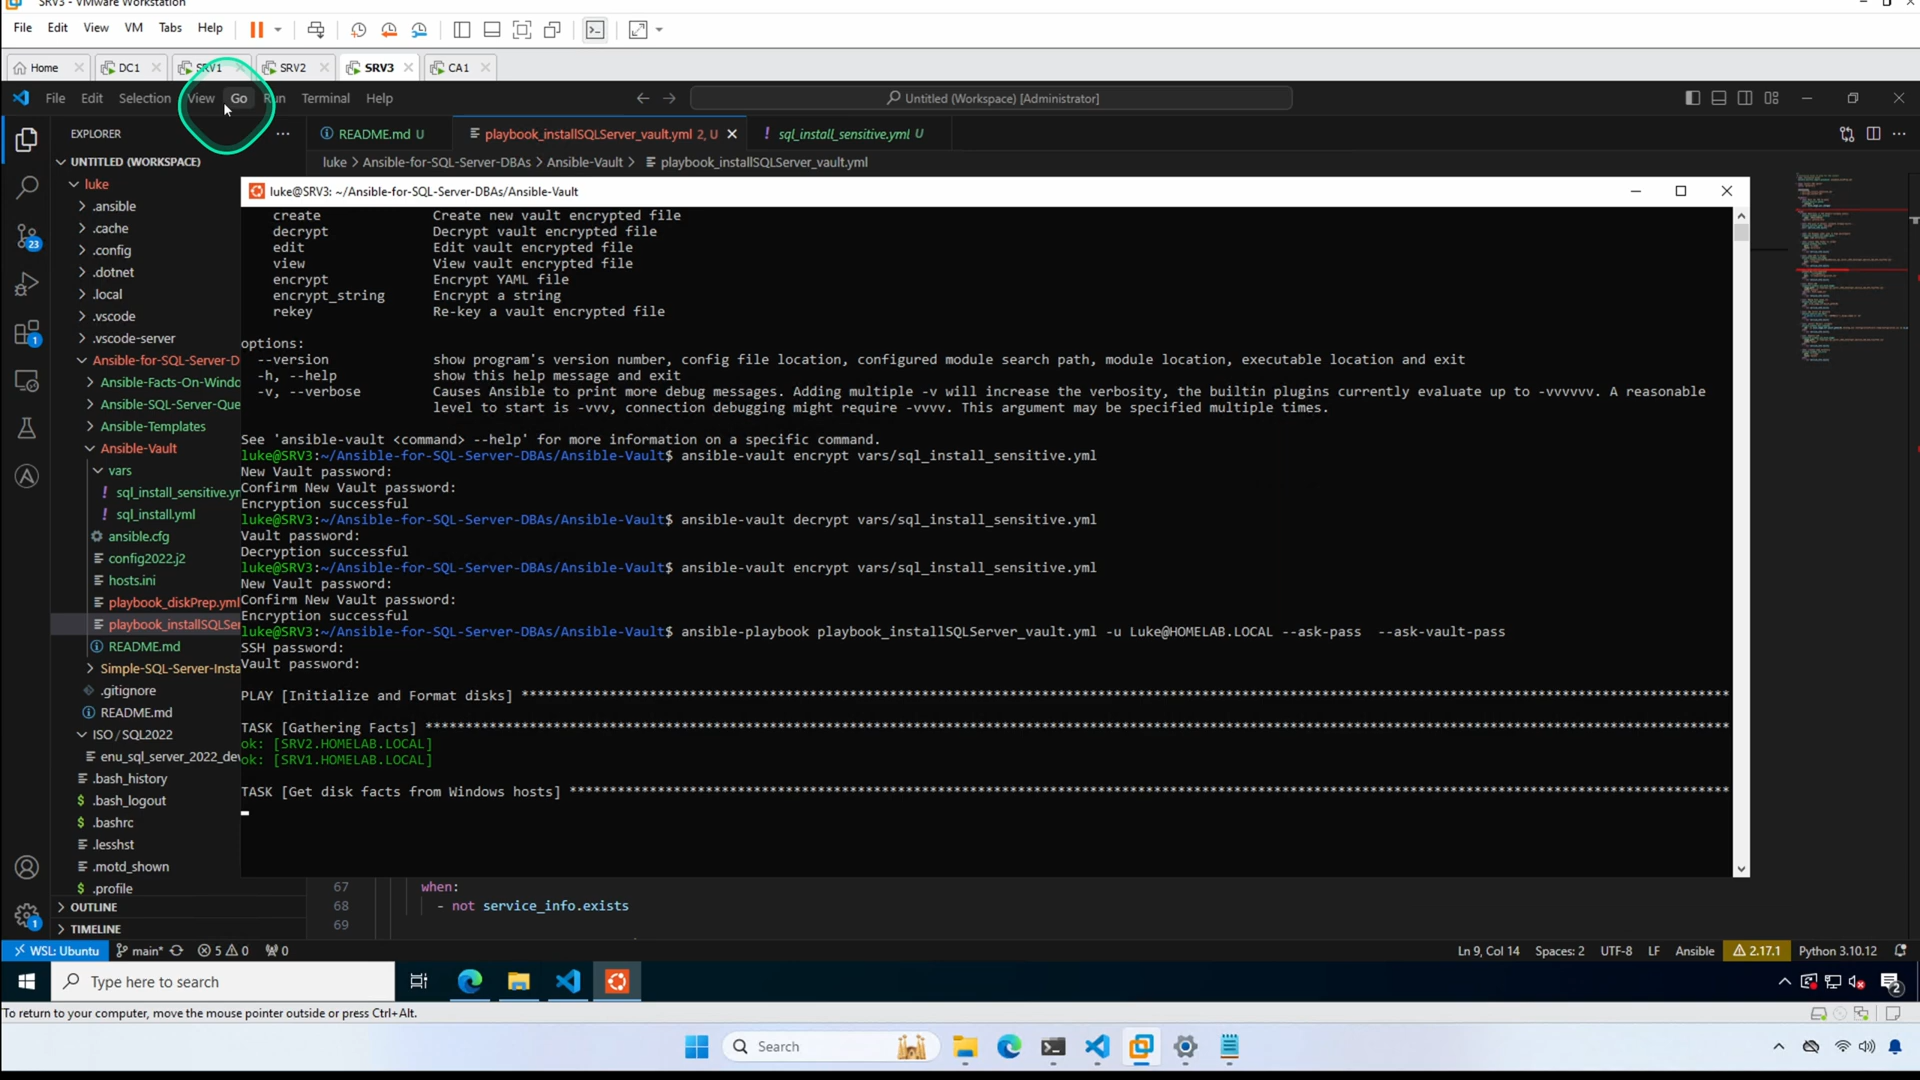 SRV3 - VMware Workstation
File Edit View VM Tabs Help
Home DC1 SRV1 SRV2 SRV3 CA1
File Edit Selection View Go Run Terminal Help
Untitled (Workspace) [Administrator]
EXPLORER
README.md U
playbook_installSQLServer_vault.yml 2, U
sql_install_sensitive.yml U
UNTITLED (WORKSPACE)
luke > Ansible-for-SQL-Server-DBAs > Ansible-Vault > playbook_installSQLServer_vault.yml
luke
.ansible
.cache
.config
.dotnet
.local
.vscode
.vscode-server
Ansible-for-SQL-Server-D
Ansible-Facts-On-Windo
Ansible-SQL-Server-Que
Ansible-Templates
Ansible-Vault
vars
sql_install_sensitive.ym
sql_install.yml
ansible.cfg
config2022.j2
hosts.ini
playbook_diskPrep.yml
playbook_installSQLSer
README.md
Simple-SQL-Server-Insta
.gitignore
README.md
ISO / SQL2022
enu_sql_server_2022_dev
.bash_history
.bash_logout
.bashrc
.lesshst
.motd_shown
.profile
OUTLINE
TIMELINE
23
1
1
luke@SRV3: ~/Ansible-for-SQL-Server-DBAs/Ansible-Vault
create Create new vault encrypted file
decrypt Decrypt vault encrypted file
edit Edit vault encrypted file
view View vault encrypted file
encrypt Encrypt YAML file
encrypt_string Encrypt a string
rekey Re-key a vault encrypted file
options:
--version show program's version number, config file location, configured module search path, module location, executable location and exit
-h, --help show this help message and exit
-v, --verbose Causes Ansible to print more debug messages. Adding multiple -v will increase the verbosity, the builtin plugins currently evaluate up to -vvvvvv. A reasonable
level to start is -vvv, connection debugging might require -vvvv. This argument may be specified multiple times.
See 'ansible-vault <command> --help' for more information on a specific command.
luke@SRV3:~/Ansible-for-SQL-Server-DBAs/Ansible-Vault$ ansible-vault encrypt vars/sql_install_sensitive.yml
New Vault password:
Confirm New Vault password:
Encryption successful
luke@SRV3:~/Ansible-for-SQL-Server-DBAs/Ansible-Vault$ ansible-vault decrypt vars/sql_install_sensitive.yml
Vault password:
Decryption successful
luke@SRV3:~/Ansible-for-SQL-Server-DBAs/Ansible-Vault$ ansible-vault encrypt vars/sql_install_sensitive.yml
New Vault password:
Confirm New Vault password:
Encryption successful
luke@SRV3:~/Ansible-for-SQL-Server-DBAs/Ansible-Vault$ ansible-playbook playbook_installSQLServer_vault.yml -u Luke@HOMELAB.LOCAL --ask-pass --ask-vault-pass
SSH password:
Vault password:
PLAY [Initialize and Format disks] ****
TASK [Gathering Facts] ****
ok: [SRV2.HOMELAB.LOCAL]
ok: [SRV1.HOMELAB.LOCAL]
TASK [Get disk facts from Windows hosts] ****
67 when:
68 - not service_info.exists
69
WSL: Ubuntu main* 5 0 0 Ln 9, Col 14 Spaces: 2 UTF-8 LF Ansible 2.17.1 Python 3.10.12
Type here to search
2
To return to your computer, move the mouse pointer outside or press Ctrl+Alt.
Search